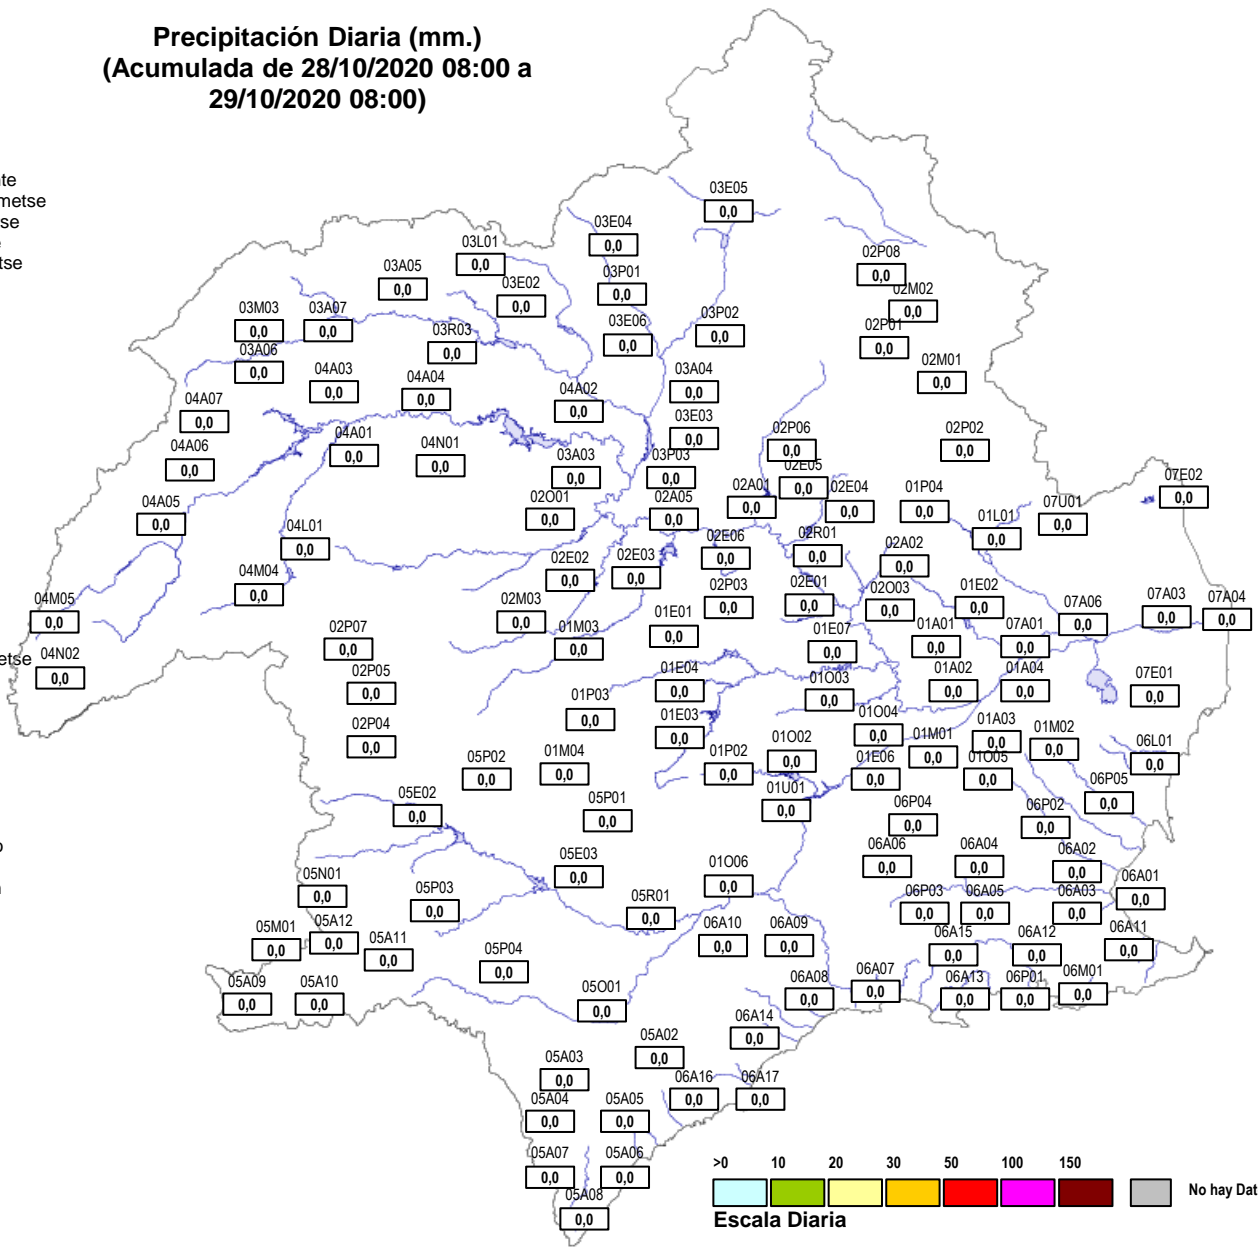 Precipitación Diaria (mm.)
(Acumulada de 28/10/2020 08:00 a
29/10/2020 08:00)
te
metse
se
tse
etse
03E05
0,0
03E04
0,0
03L01
0,0
02P08
0,0
03A05
0,0
03P01
0,0
03E02
0,0
02M02
0,0
03M03
0,0
03A07
0,0
03P02
0,0
03E06
0,0
02P01
0,0
03R03
0,0
03A06
0,0
02M01
0,0
04A03
0,0
03A04
0,0
04A04
0,0
04A02
0,0
04A07
0,0
03E03
0,0
02P06
0,0
02P02
0,0
04A01
0,0
04N01
0,0
04A06
0,0
03A03
0,0
03P03
0,0
02E05
0,0
07E02
0,0
02A01
0,0
02E04
0,0
01P04
0,0
02O01
0,0
02A05
0,0
04A05
0,0
07U01
0,0
01L01
0,0
04L01
0,0
02E06
0,0
02R01
0,0
02A02
0,0
02E02
0,0
02E03
0,0
04M04
0,0
02P03
0,0
02E01
0,0
02O03
0,0
01E02
0,0
04M05
0,0
02M03
0,0
07A06
0,0
07A03
0,0
07A04
0,0
01E01
0,0
01M03
0,0
02P07
0,0
01E07
0,0
01A01
0,0
07A01
0,0
04N02
0,0
02P05
0,0
01E04
0,0
01O03
0,0
01A02
0,0
01A04
0,0
07E01
0,0
01P03
0,0
01E03
0,0
02P04
0,0
01O04
0,0
01A03
0,0
01M02
0,0
01M01
0,0
06L01
0,0
05P02
0,0
01M04
0,0
01P02
0,0
01O02
0,0
01E06
0,0
01O05
0,0
01U01
0,0
06P05
0,0
05E02
0,0
05P01
0,0
06P04
0,0
06P02
0,0
06A06
0,0
06A04
0,0
06A02
0,0
05E03
0,0
01O06
0,0
05N01
0,0
05P03
0,0
06A01
0,0
05R01
0,0
06P03
0,0
06A05
0,0
06A03
0,0
05M01
0,0
05A12
0,0
05A11
0,0
06A10
0,0
06A09
0,0
06A15
0,0
06A12
0,0
06A11
0,0
05P04
0,0
05A09
0,0
05A10
0,0
05O01
0,0
06A08
0,0
06A07
0,0
06A13
0,0
06P01
0,0
06M01
0,0
06A14
0,0
05A02
0,0
05A03
0,0
06A16
0,0
06A17
0,0
05A04
0,0
05A05
0,0
05A07
0,0
05A06
0,0
05A08
0,0
>0 10 20 30 50 100 150
No hay Dat
Escala Diaria